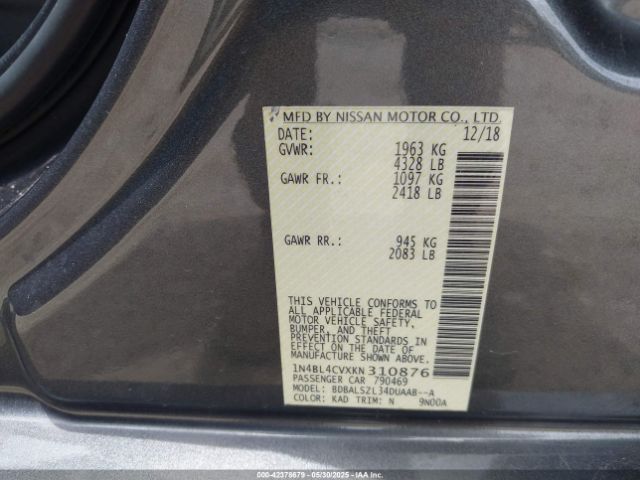 MFD BY NISSAN MOTOR CO., LTD.
DATE: 12/18
GVWR: 1963 KG
4328 LB
GAWR FR.: 1097 KG
2418 LB
GAWR RR.: 945 KG
2083 LB
THIS VEHICLE CONFORMS TO
ALL APPLICABLE FEDERAL
MOTOR VEHICLE SAFETY,
BUMPER, AND THEFT
PREVENTION STANDARDS IN
EFFECT ON THE DATE OF
MANUFACTURE SHOWN ABOVE.
1N4BL4CVXKN310876
PASSENGER CAR 790469
MODEL: BDBALSZL34DUAAB--A
COLOR: KAD TRIM: N 9N00A
000-42378679 - 05/30/2025 - IAA Inc.